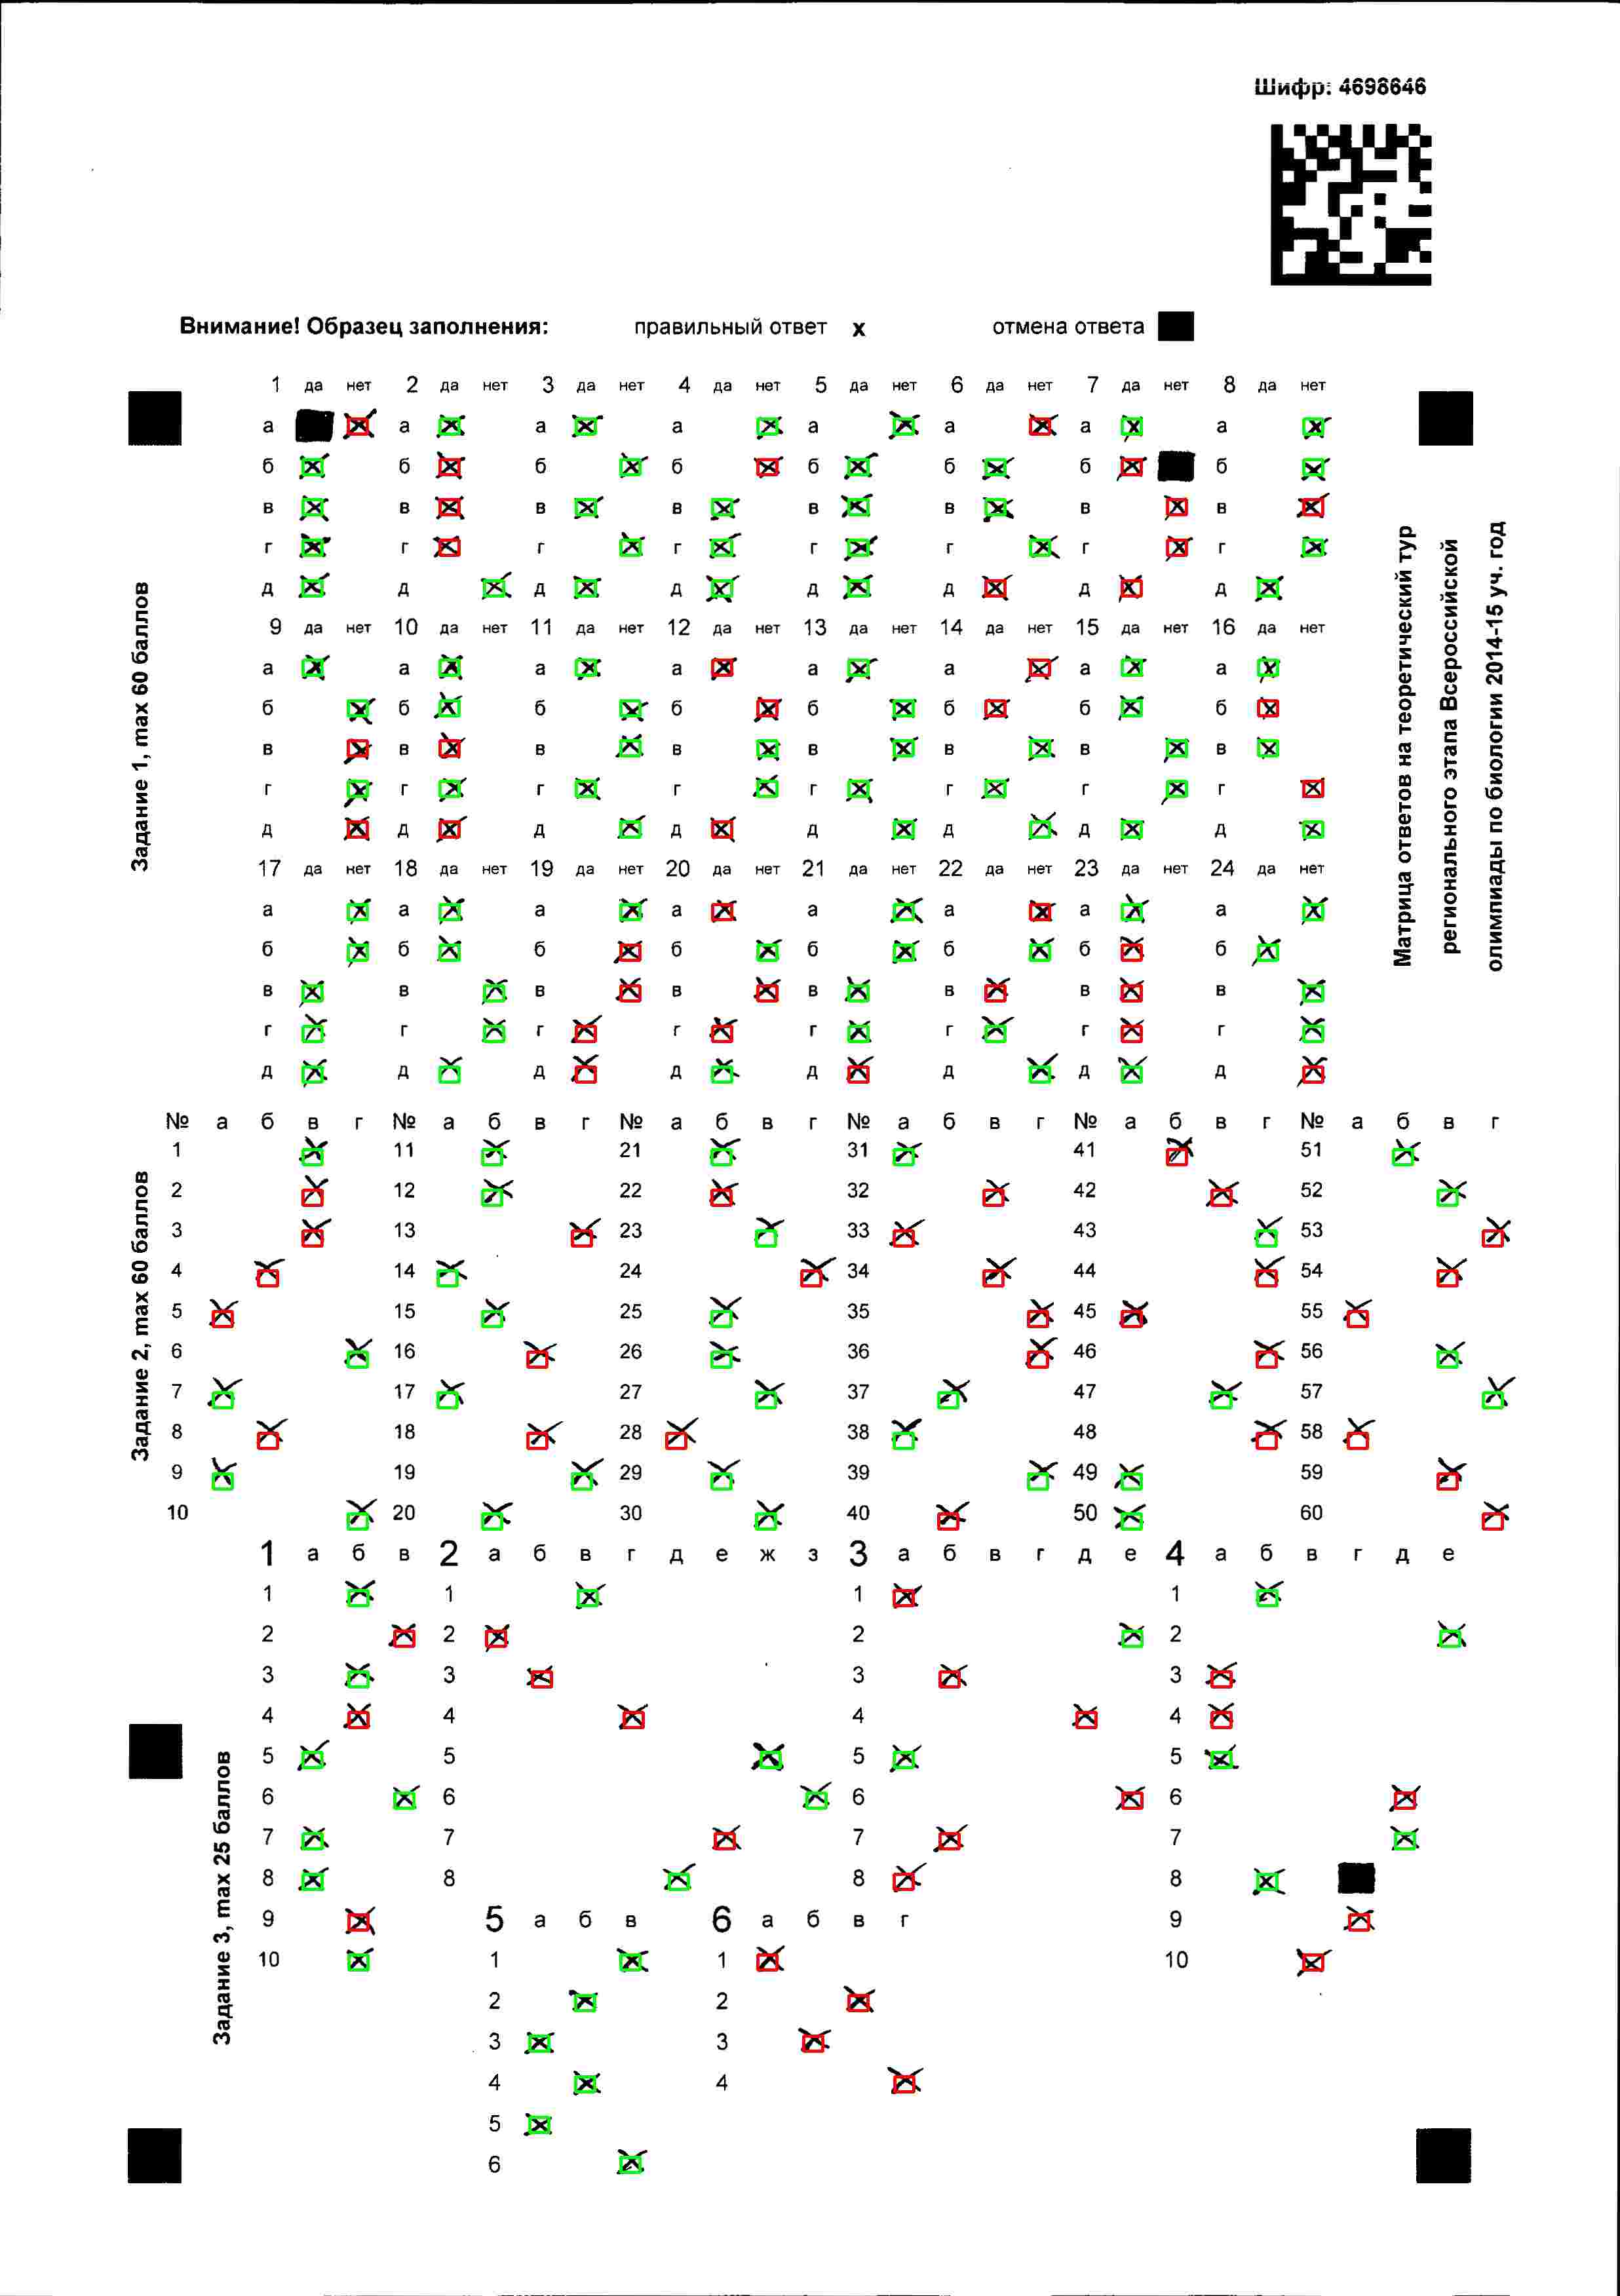 Шифр: 4698646
Внимание! Образец заполнения: правильный ответ x отмена ответа
1 да нет 2 да нет 3 да нет 4 да нет 5 да нет 6 да нет 7 да нет 8 да нет
а а а а а а а а
б б б б б б б б
в в в в в в в в
г г г г г г г г
д д д д д д д д
9 да нет 10 да нет 11 да нет 12 да нет 13 да нет 14 да нет 15 да нет 16 да нет
а а а а а а а а
б б б б б б б б
в в в в в в в в
г г г г г г г г
д д д д д д д д
17 да нет 18 да нет 19 да нет 20 да нет 21 да нет 22 да нет 23 да нет 24 да нет
а а а а а а а а
б б б б б б б б
в в в в в в в в
г г г г г г г г
д д д д д д д д
Задание 1, max 60 баллов
Матрица ответов на теоретический тур
регионального этапа Всероссийской
олимпиады по биологии 2014-15 уч. год
№ а б в г № а б в г № а б в г № а б в г № а б в г № а б в г
1 11 21 31 41 51
2 12 22 32 42 52
3 13 23 33 43 53
4 14 24 34 44 54
5 15 25 35 45 55
6 16 26 36 46 56
7 17 27 37 47 57
8 18 28 38 48 58
9 19 29 39 49 59
10 20 30 40 50 60
Задание 2, max 60 баллов
1 а б в 2 а б в г д е ж з 3 а б в г д е 4 а б в г д е
1 1 1 1
2 2 2 2
3 3 3 3
4 4 4 4
5 5 5 5
6 6 6 6
7 7 7 7
8 8 8 8
9 5 а б в 6 а б в г 9
10 1 1 10
2 2
3 3
4 4
5
6
Задание 3, max 25 баллов